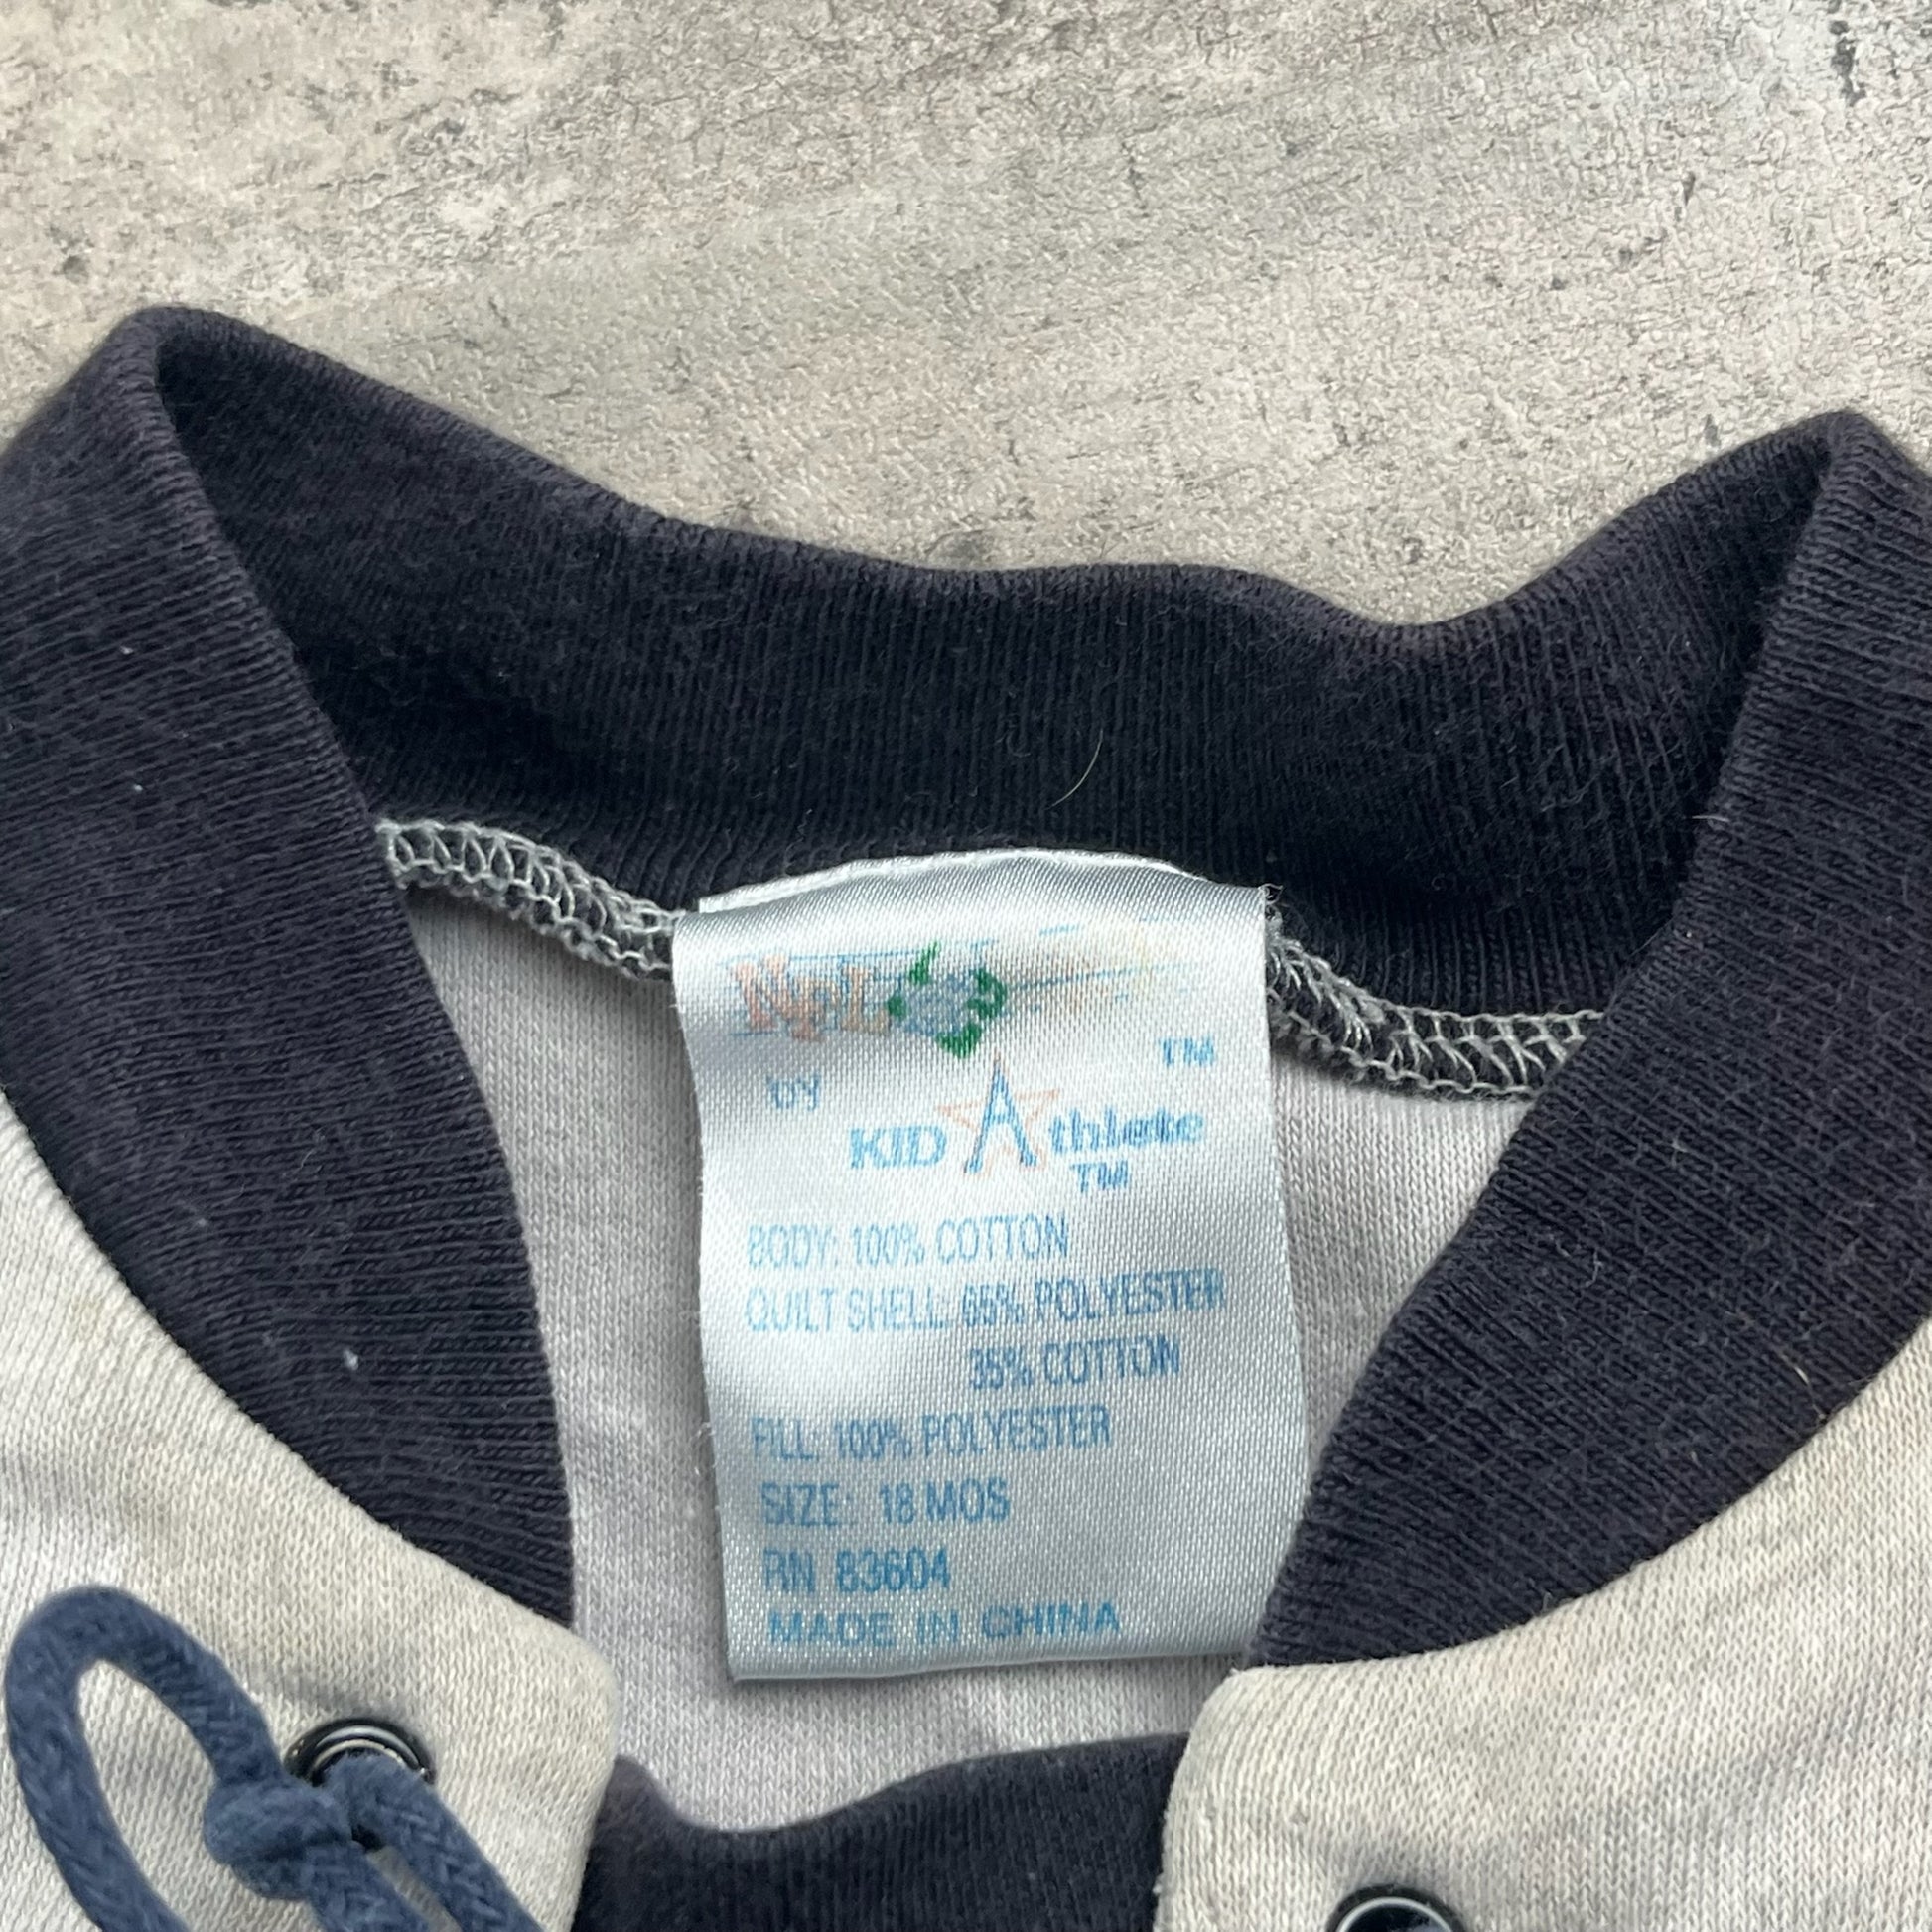 TM
by
KID Athlete
TM
BODY: 100% COTTON
QUILT SHELL: 65% POLYESTER
35% COTTON
FILL: 100% POLYESTER
SIZE: 18 MOS
RN 83604
MADE IN CHINA